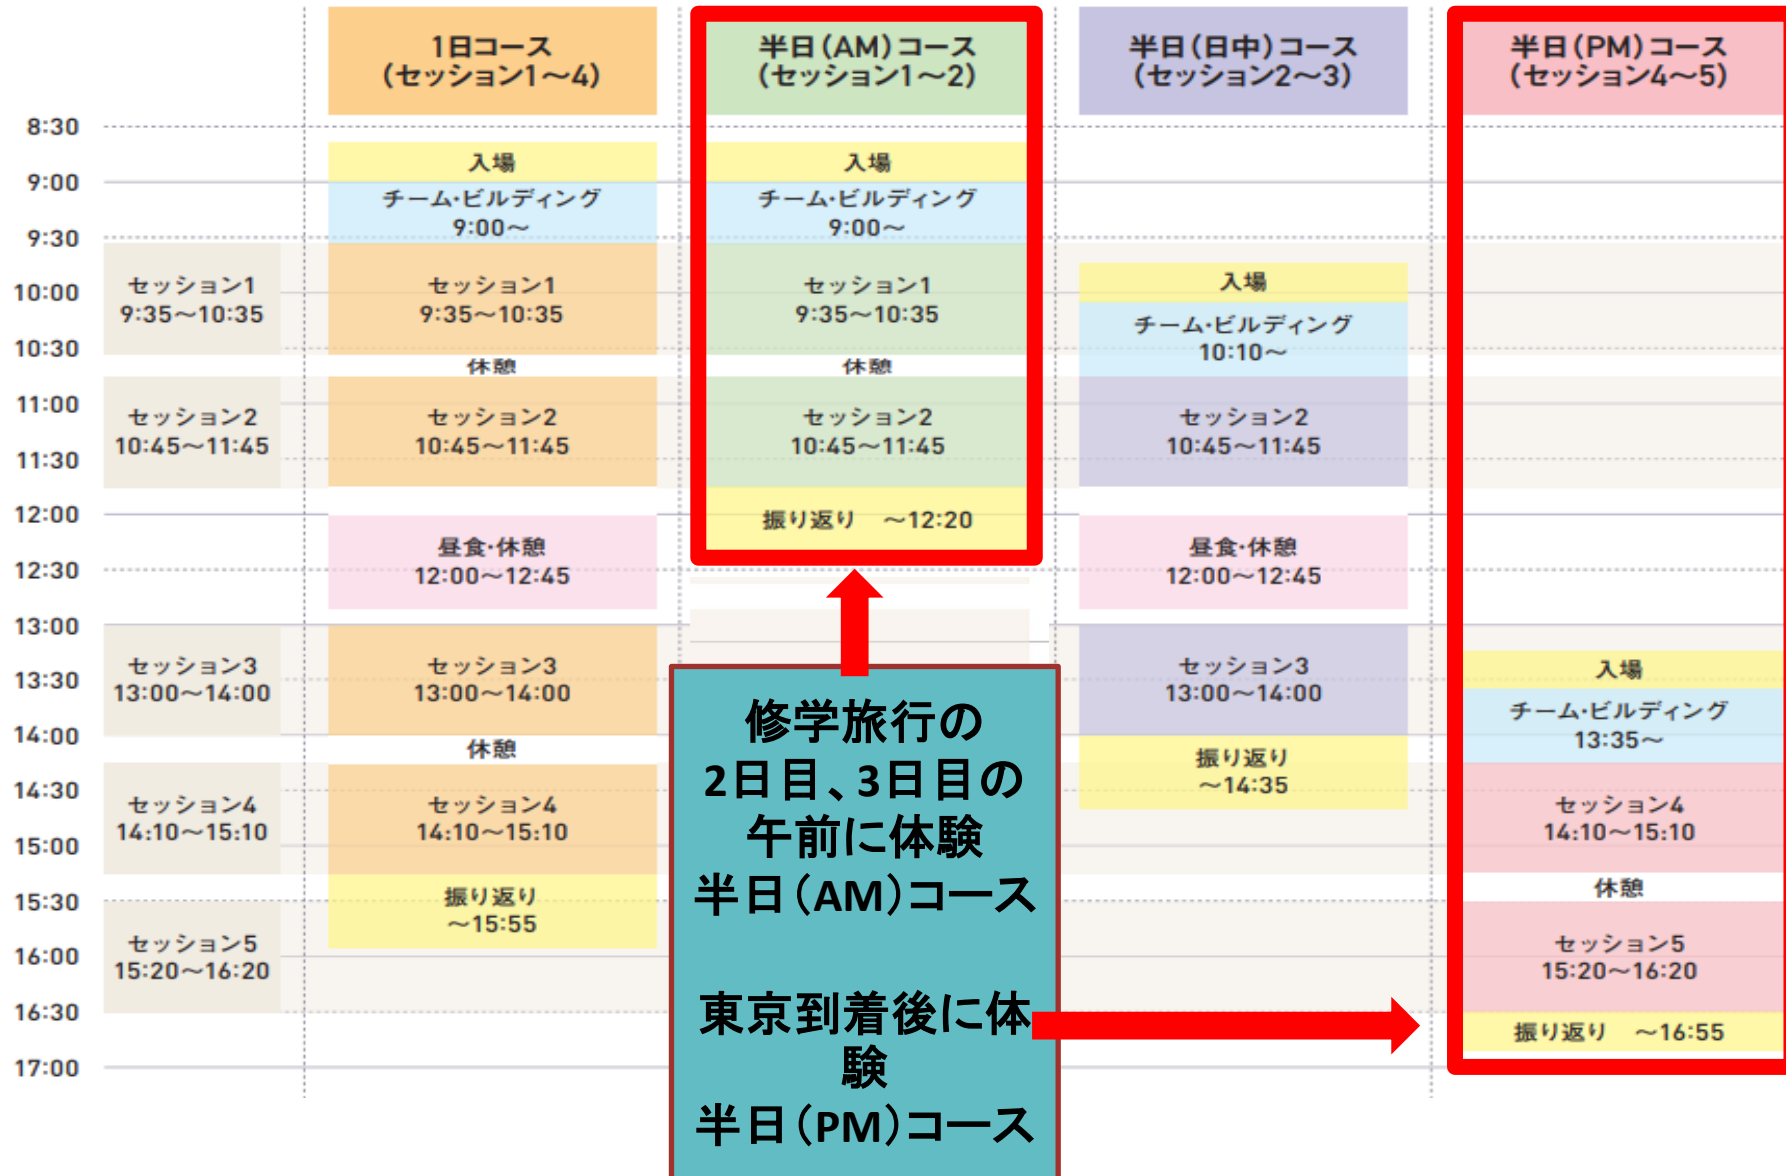 1日コース
(セッション1〜4)
半日(AM)コース
(セッション1〜2)
半日(日中)コース
(セッション2〜3)
半日(PM)コース
(セッション4〜5)
8:30
9:00
9:30
10:00
10:30
11:00
11:30
12:00
12:30
13:00
13:30
14:00
14:30
15:00
15:30
16:00
16:30
17:00
セッション1
9:35〜10:35
セッション2
10:45〜11:45
セッション3
13:00〜14:00
セッション4
14:10〜15:10
セッション5
15:20〜16:20
入場
チーム・ビルディング
9:00〜
セッション1
9:35〜10:35
休憩
セッション2
10:45〜11:45
昼食・休憩
12:00〜12:45
セッション3
13:00〜14:00
休憩
セッション4
14:10〜15:10
振り返り
〜15:55
入場
チーム・ビルディング
9:00〜
セッション1
9:35〜10:35
休憩
セッション2
10:45〜11:45
振り返り 〜12:20
修学旅行の
2日目、3日目の
午前に体験
半日(AM)コース
東京到着後に体
験
半日(PM)コース
入場
チーム・ビルディング
10:10〜
セッション2
10:45〜11:45
昼食・休憩
12:00〜12:45
セッション3
13:00〜14:00
振り返り
〜14:35
入場
チーム・ビルディング
13:35〜
セッション4
14:10〜15:10
休憩
セッション5
15:20〜16:20
振り返り 〜16:55